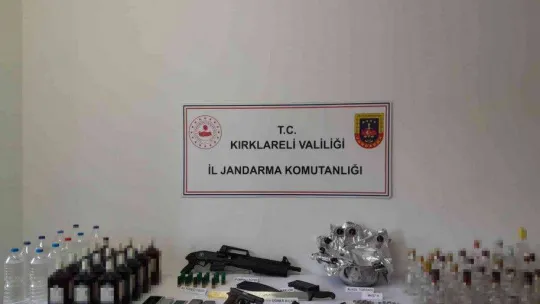 T.C.
KIRKLARELİ VALİLİĞİ
İL JANDARMA KOMUTANLIĞI